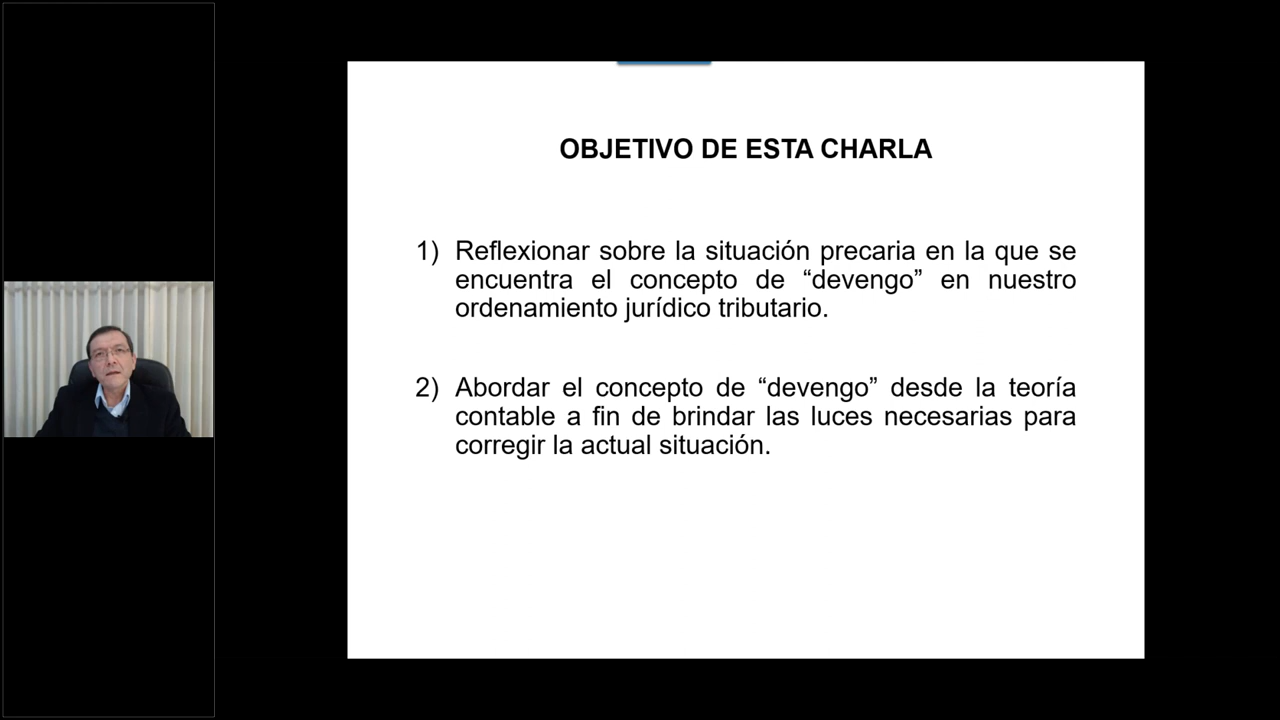 OBJETIVO DE ESTA CHARLA
1) Reflexionar sobre la situación precaria en la que se
encuentra el concepto de “devengo” en nuestro
ordenamiento jurídico tributario.
2) Abordar el concepto de “devengo” desde la teoría
contable a fin de brindar las luces necesarias para
corregir la actual situación.